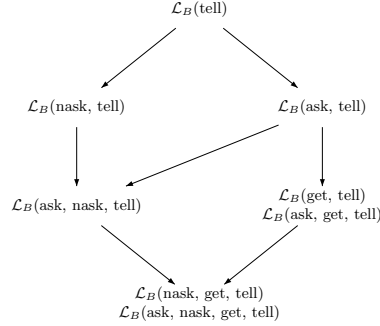 ℒ_B(tell)
ℒ_B(nask, tell)
ℒ_B(ask, tell)
ℒ_B(ask, nask, tell)
ℒ_B(get, tell)
ℒ_B(ask, get, tell)
ℒ_B(nask, get, tell)
ℒ_B(ask, nask, get, tell)